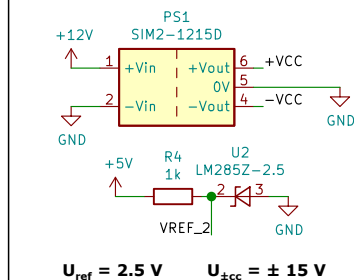 PS1
SIM2-1215D
+12V
1 +Vin +Vout 6 +VCC
0V 5
2 -Vin -Vout 4 -VCC
GND
GND
+5V
R4
1k
U2
LM285Z-2.5
2 3
VREF_2
GND
Uref = 2.5 V U±cc = ± 15 V